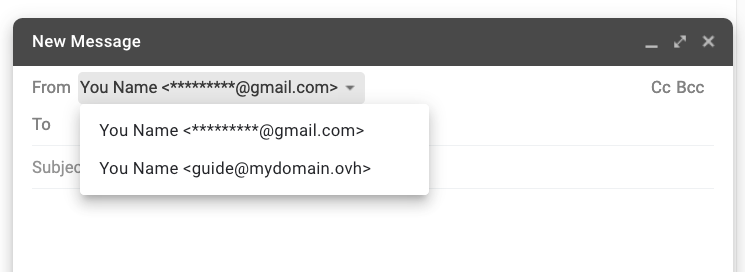 New Message
From You Name <*********@gmail.com> Cc Bcc
To
You Name <*********@gmail.com>
You Name <guide@mydomain.ovh>
Subjec